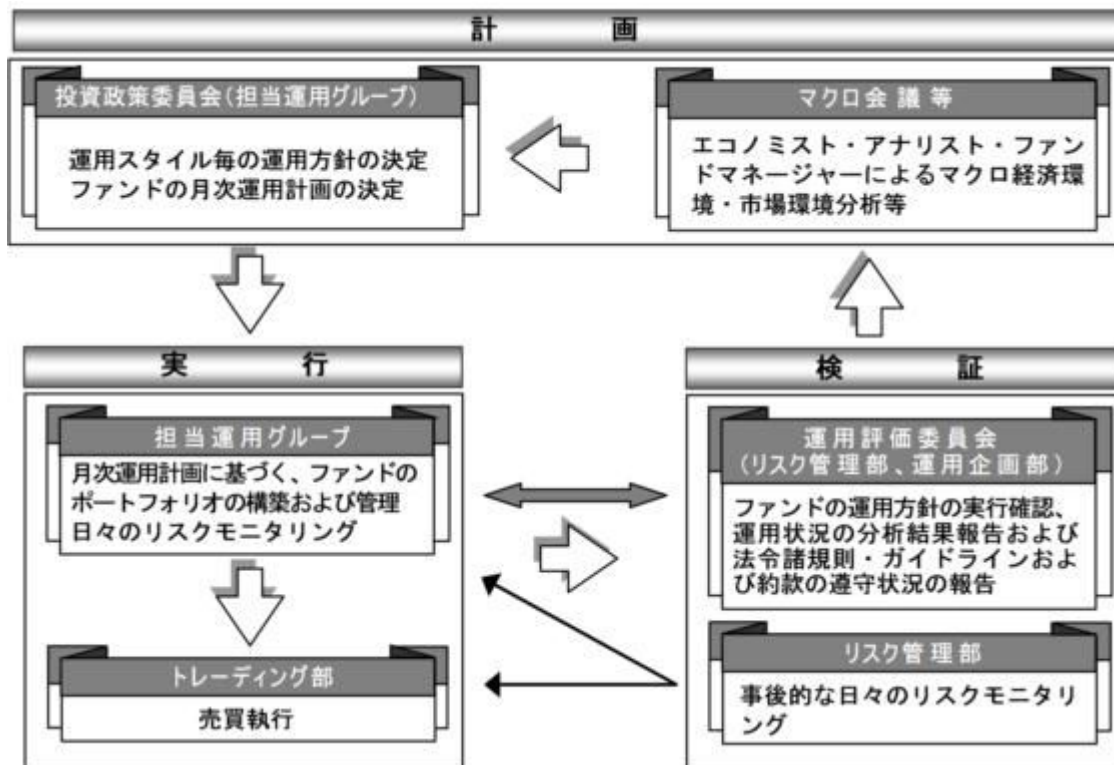 計画
投資政策委員会(担当運用グループ)
運用スタイル毎の運用方針の決定
ファンドの月次運用計画の決定
マクロ会議等
エコノミスト・アナリスト・ファン
ドマネージャーによるマクロ経済環
境・市場環境分析等
実行
担当運用グループ
月次運用計画に基づく、ファンドの
ポートフォリオの構築および管理
日々のリスクモニタリング
トレーディング部
売買執行
検証
運用評価委員会
(リスク管理部、運用企画部)
ファンドの運用方針の実行確認、
運用状況の分析結果報告および
法令諸規則・ガイドラインおよ
び約款の遵守状況の報告
リスク管理部
事後的な日々のリスクモニタリ
ング